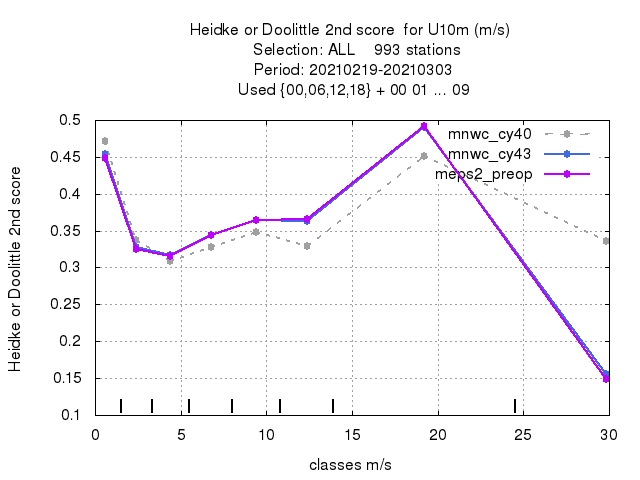 Heidke or Doolittle 2nd score  for U10m (m/s)
Selection: ALL    993 stations
Period: 20210219-20210303
Used {00,06,12,18} + 00 01 ... 09
Heidke or Doolittle 2nd score
0.5
0.45
0.4
0.35
0.3
0.25
0.2
0.15
0.1
mnwc_cy40
mnwc_cy43
meps2_preop
0 5 10 15 20 25 30
classes m/s